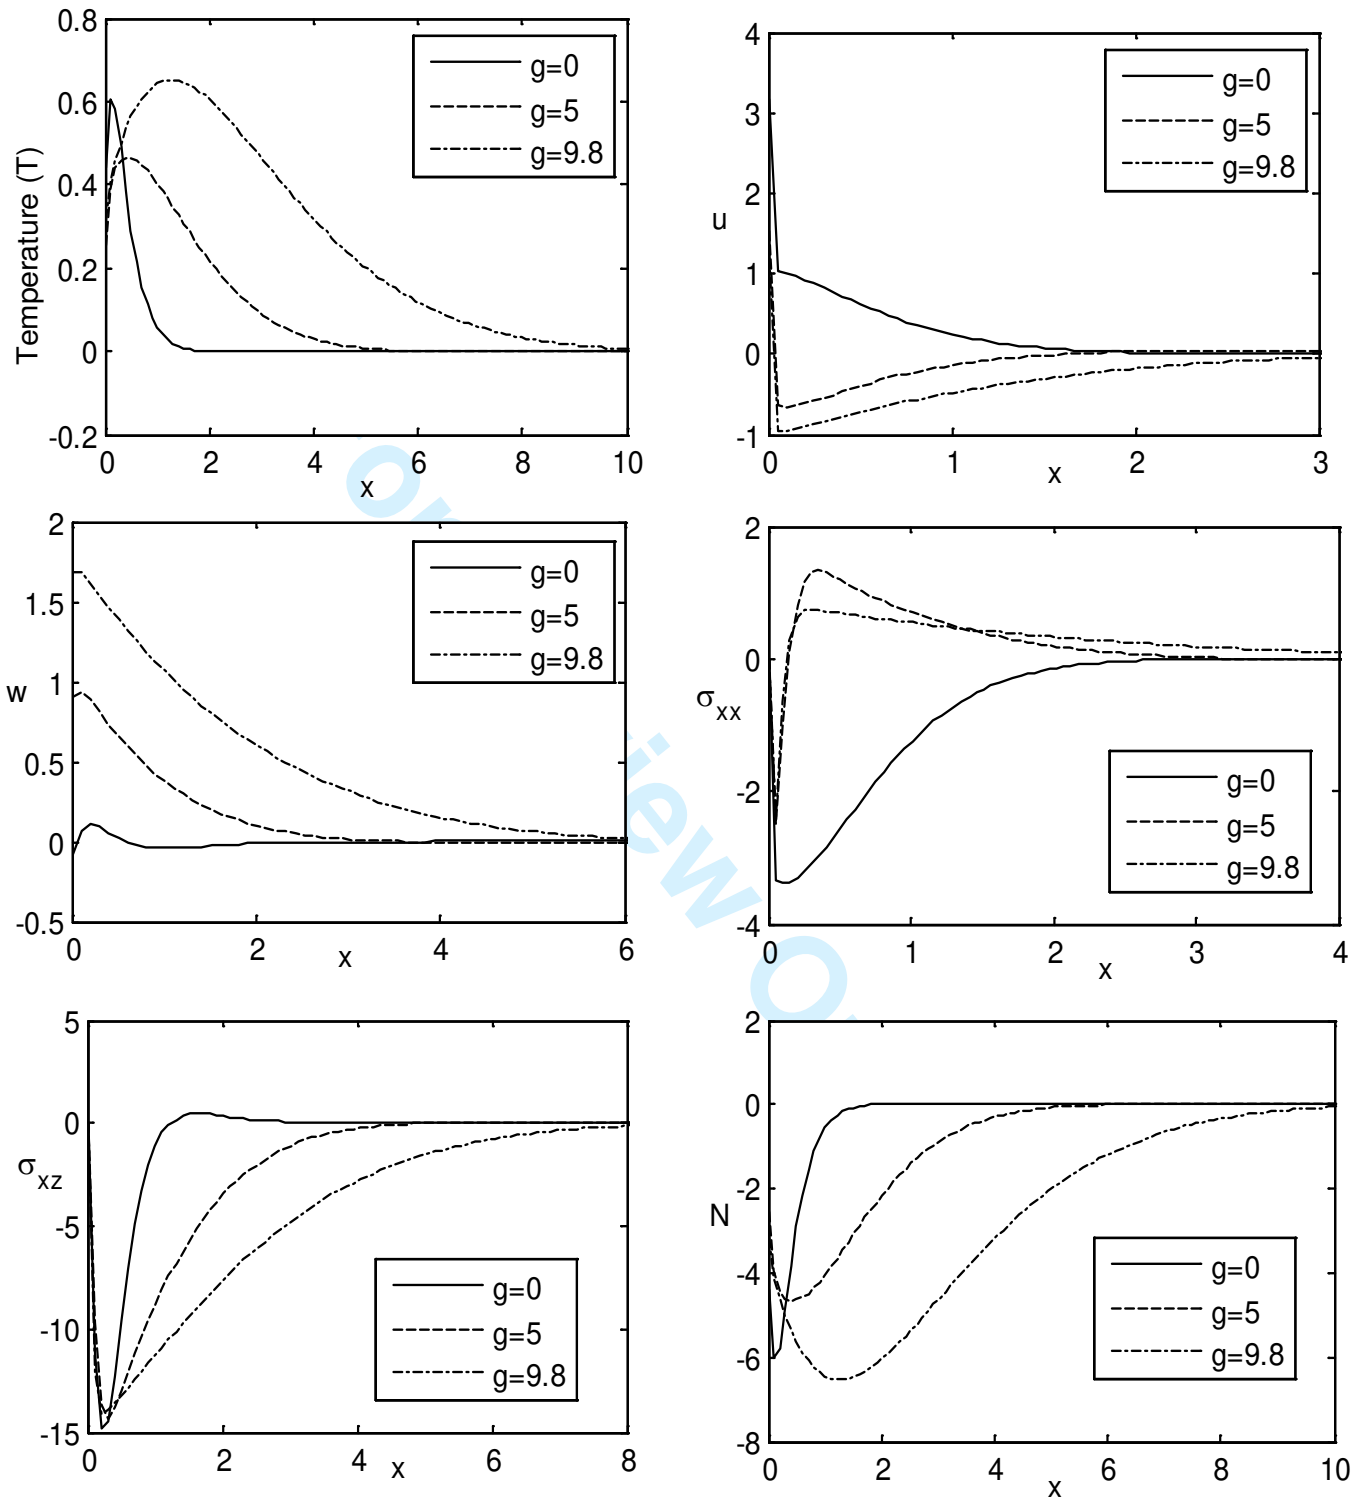 0.8
0.6
0.4
0.2
0
-0.2
Temperature (T)
0 2 4 6 8 10
x
g=0
g=5
g=9.8
4
3
2
1
0
-1
u
0 1 2 3
x
g=0
g=5
g=9.8
2
1.5
1
0.5
0
-0.5
w
0 2 4 6
x
g=0
g=5
g=9.8
2
0
-2
-4
σxx
0 1 2 3 4
x
g=0
g=5
g=9.8
5
0
-5
-10
-15
σxz
0 2 4 6 8
x
g=0
g=5
g=9.8
2
0
-2
-4
-6
-8
N
0 2 4 6 8 10
x
g=0
g=5
g=9.8